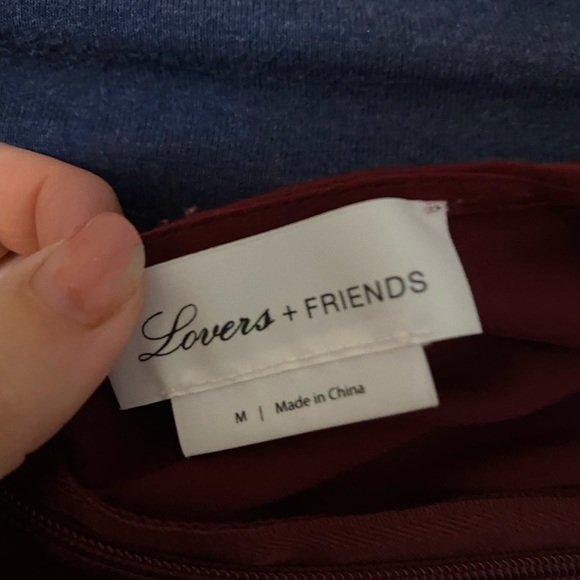 Lovers + FRIENDS
M | Made in China